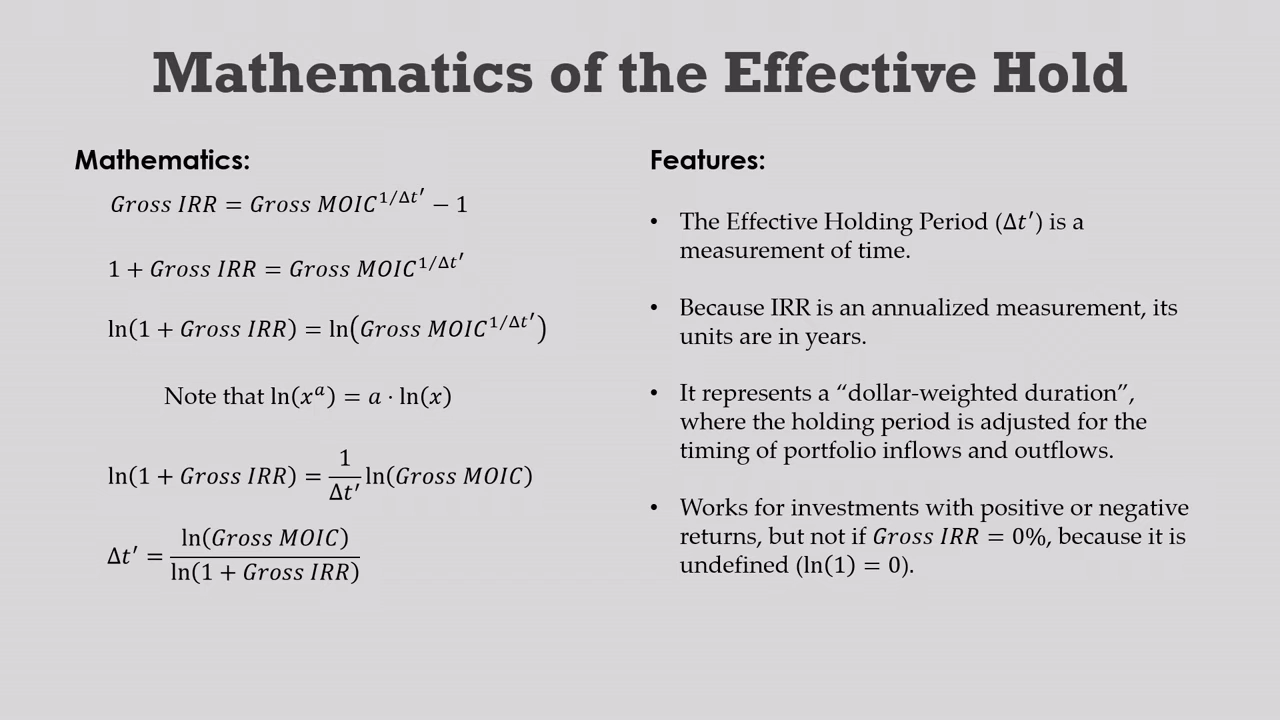 Mathematics of the Effective Hold
Mathematics:
Gross IRR = Gross MOIC^{1/Δt′} − 1
1 + Gross IRR = Gross MOIC^{1/Δt′}
ln(1 + Gross IRR) = ln(Gross MOIC^{1/Δt′})
Note that ln(x^a) = a · ln(x)
ln(1 + Gross IRR) = \frac{1}{Δt′} ln(Gross MOIC)
Δt′ = \frac{ln(Gross MOIC)}{ln(1 + Gross IRR)}
Features:
• The Effective Holding Period (Δt′) is a
measurement of time.
• Because IRR is an annualized measurement, its
units are in years.
• It represents a “dollar-weighted duration”,
where the holding period is adjusted for the
timing of portfolio inflows and outflows.
• Works for investments with positive or negative
returns, but not if Gross IRR = 0%, because it is
undefined (ln(1) = 0).